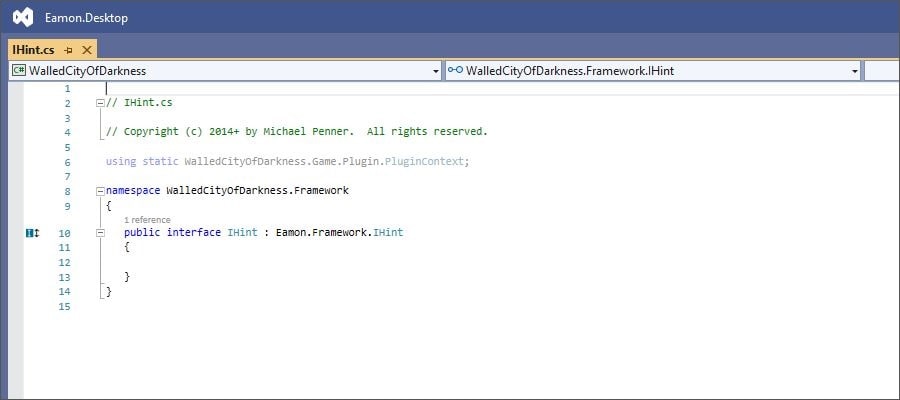 Eamon.Desktop
IHint.cs
WalledCityOfDarkness WalledCityOfDarkness.Framework.IHint
1
2 // IHint.cs
3
4 // Copyright (c) 2014+ by Michael Penner.  All rights reserved.
5
6 using static WalledCityOfDarkness.Game.Plugin.PluginContext;
7
8 namespace WalledCityOfDarkness.Framework
9 {
1 reference
10 public interface IHint : Eamon.Framework.IHint
11 {
12
13 }
14 }
15